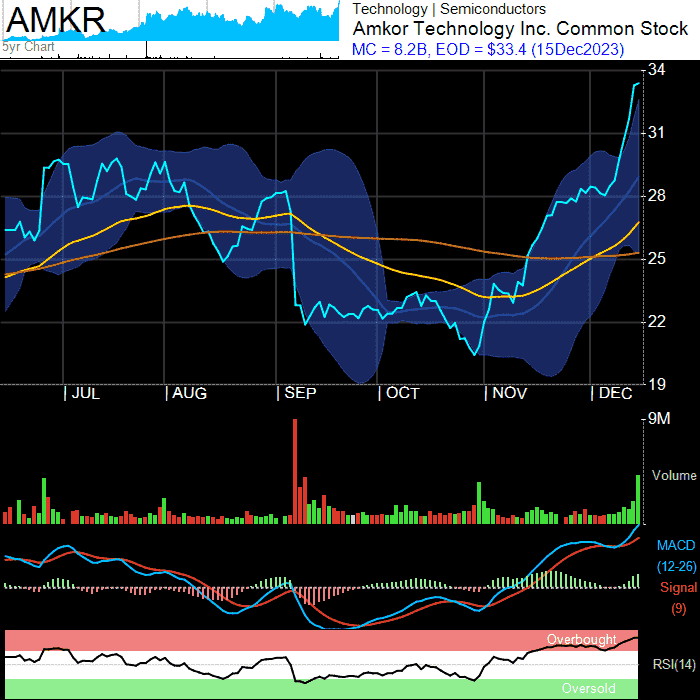 AMKR
5yr Chart
Technology | Semiconductors
Amkor Technology Inc. Common Stock
MC = 8.2B, EOD = $33.4 (15Dec2023)
34
31
28
25
22
19
| JUL | AUG | SEP | OCT | NOV | DEC
9M
Volume
MACD
(12-26)
Signal
(9)
Overbought
RSI(14)
Oversold